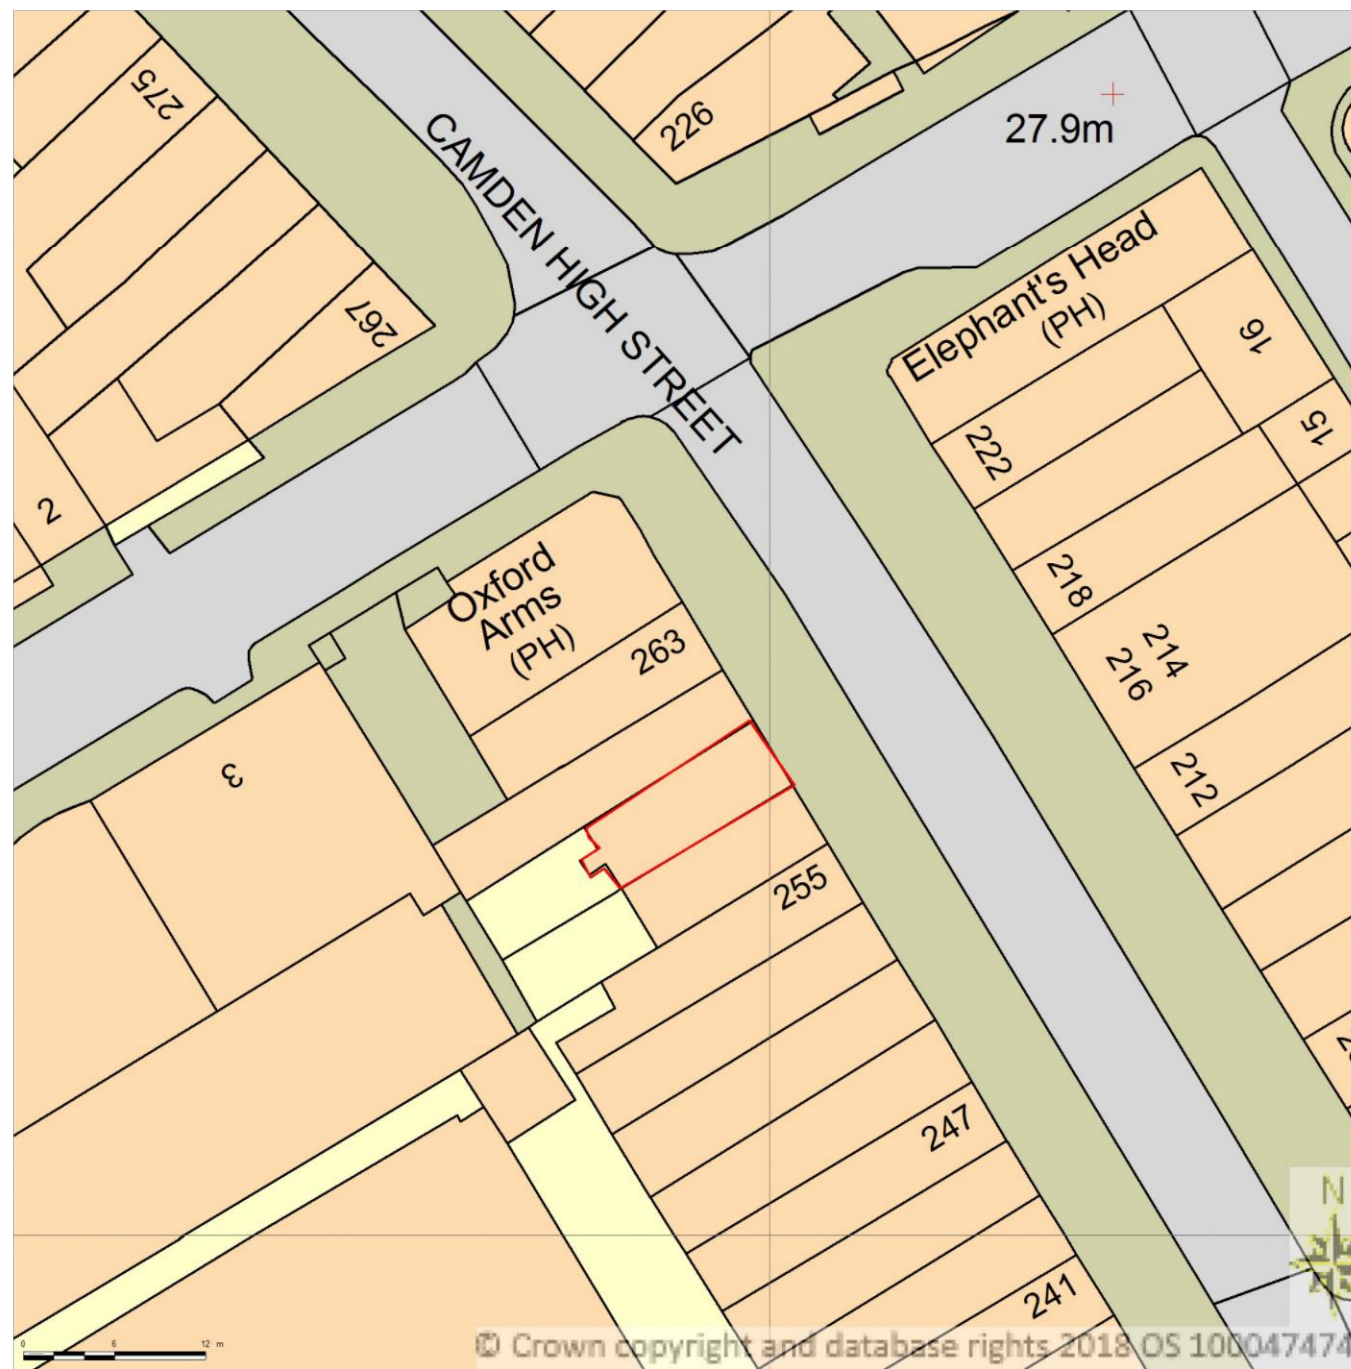 275
226
27.9m
CAMDEN HIGH STREET
267
Elephant's Head
(PH)
16
15
222
2
218
Oxford
Arms
(PH)
263
214
216
212
3
255
247
241
N
0 6 12 m
© Crown copyright and database rights 2018 OS 100047474